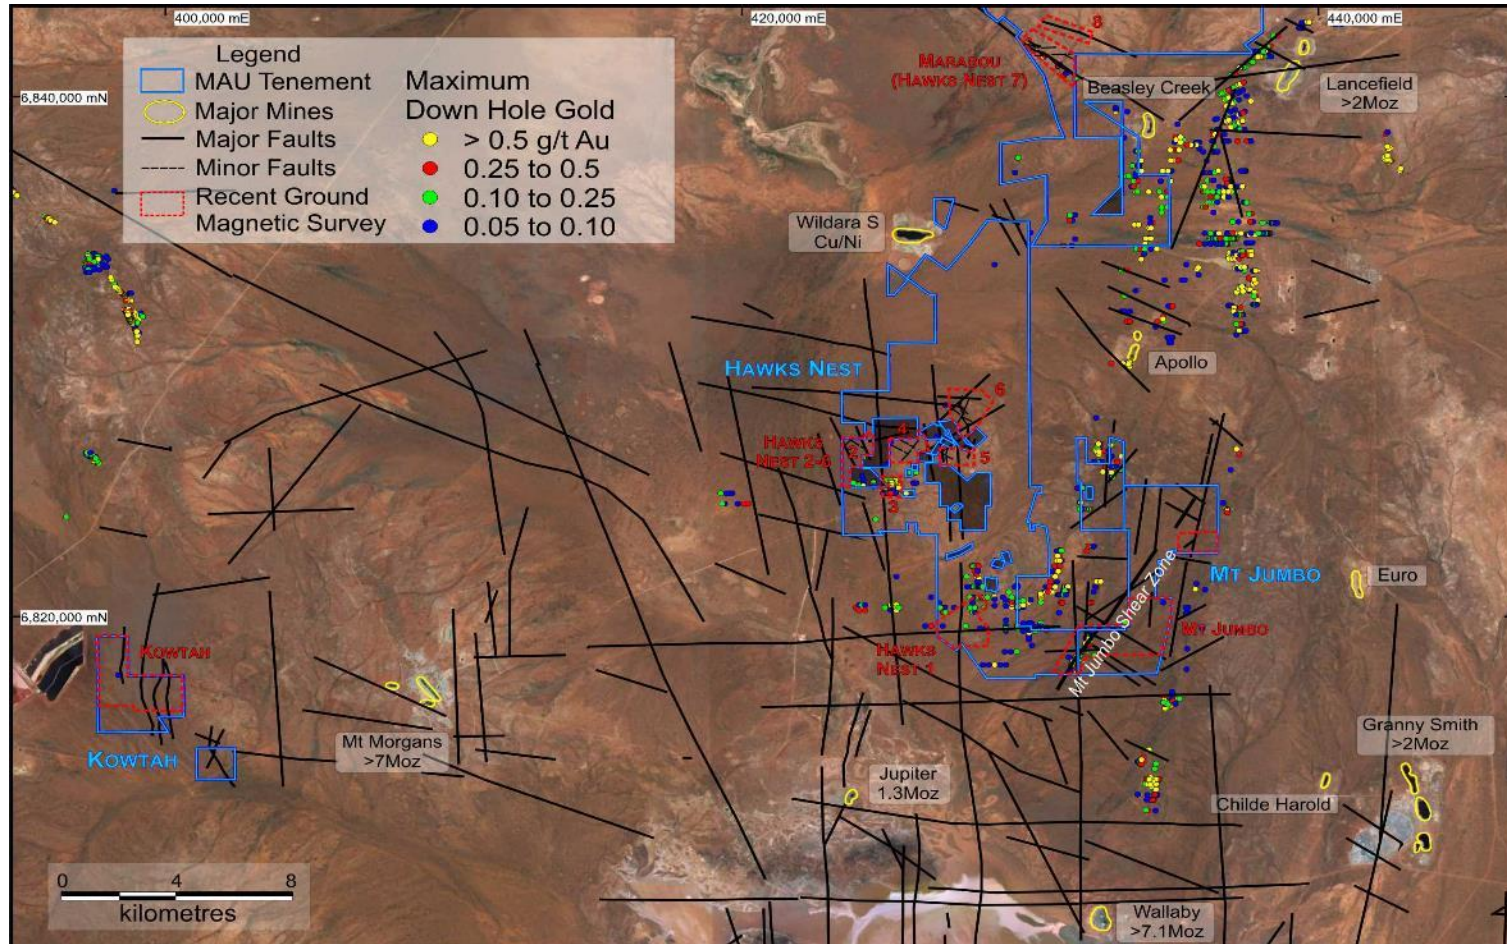 400,000 mE
420,000 mE
440,000 mE
6,840,000 mN
6,820,000 mN
Legend
MAU Tenement
Major Mines
Major Faults
Minor Faults
Recent Ground
Magnetic Survey
Maximum
Down Hole Gold
> 0.5 g/t Au
0.25 to 0.5
0.10 to 0.25
0.05 to 0.10
8
MARABOU
(HAWKS NEST 7)
Beasley Creek
Lancefield
>2Moz
Wildara S
Cu/Ni
Apollo
HAWKS NEST
6
HAWKS
NEST 2-6
2
4
5
3
Mt Jumbo Shear Zone
MT JUMBO
Euro
MT JUMBO
HAWKS
NEST 1
KOWTAH
KOWTAH
Mt Morgans
>7Moz
Jupiter
1.3Moz
Granny Smith
>2Moz
Childe Harold
Wallaby
>7.1Moz
0 4 8
kilometres